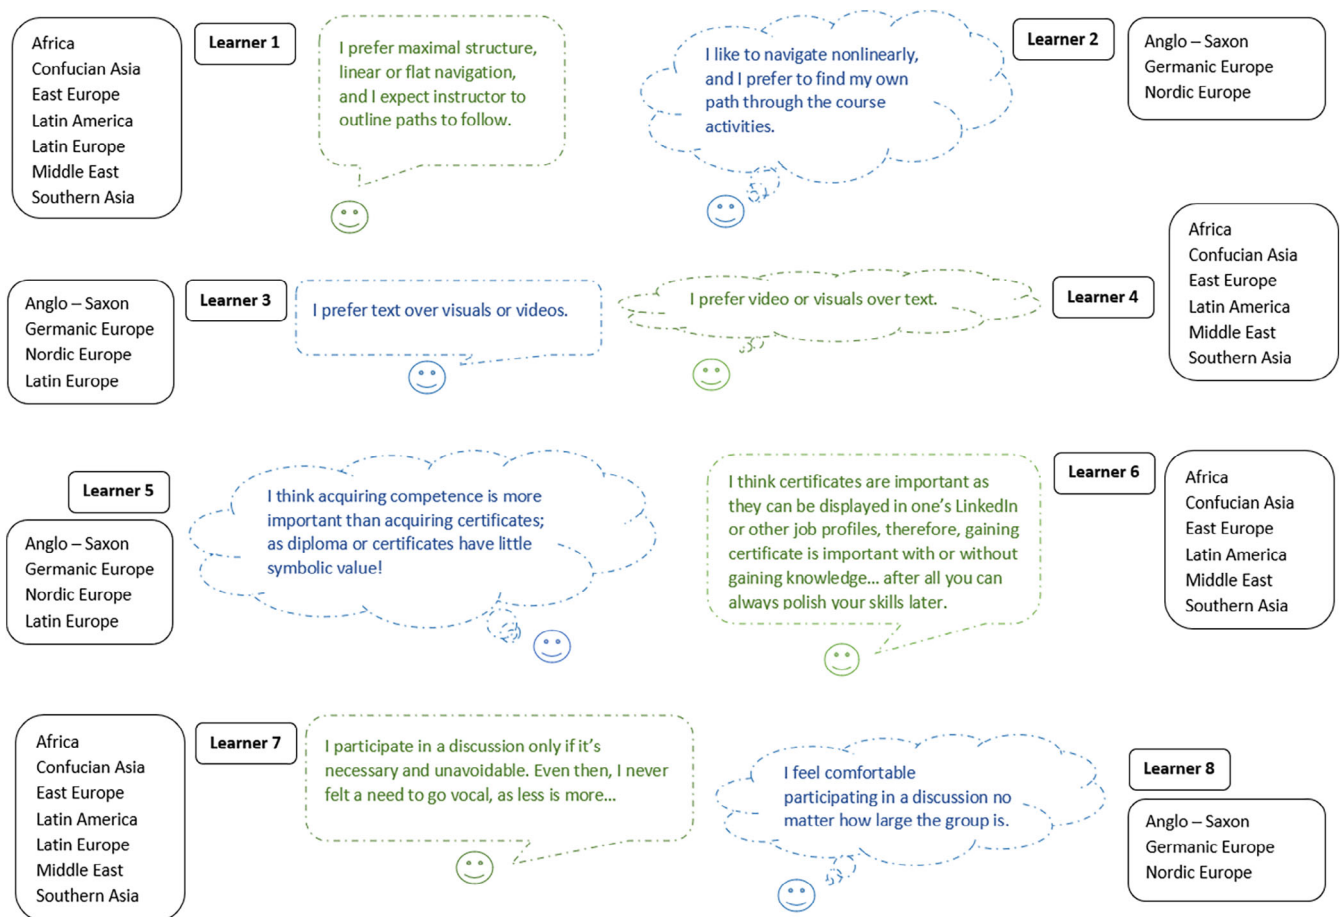 Africa
Confucian Asia
East Europe
Latin America
Latin Europe
Middle East
Southern Asia
Learner 1
I prefer maximal structure,
linear or flat navigation,
and I expect instructor to
outline paths to follow.
I like to navigate nonlinearly,
and I prefer to find my own
path through the course
activities.
Learner 2
Anglo – Saxon
Germanic Europe
Nordic Europe
Anglo – Saxon
Germanic Europe
Nordic Europe
Latin Europe
Learner 3
I prefer text over visuals or videos.
I prefer video or visuals over text.
Learner 4
Africa
Confucian Asia
East Europe
Latin America
Middle East
Southern Asia
Learner 5
Anglo – Saxon
Germanic Europe
Nordic Europe
Latin Europe
I think acquiring competence is more
important than acquiring certificates;
as diploma or certificates have little
symbolic value!
I think certificates are important as
they can be displayed in one's LinkedIn
or other job profiles, therefore, gaining
certificate is important with or without
gaining knowledge... after all you can
always polish your skills later.
Learner 6
Africa
Confucian Asia
East Europe
Latin America
Middle East
Southern Asia
Africa
Confucian Asia
East Europe
Latin America
Latin Europe
Middle East
Southern Asia
Learner 7
I participate in a discussion only if it's
necessary and unavoidable. Even then, I never
felt a need to go vocal, as less is more...
I feel comfortable
participating in a discussion no
matter how large the group is.
Learner 8
Anglo – Saxon
Germanic Europe
Nordic Europe